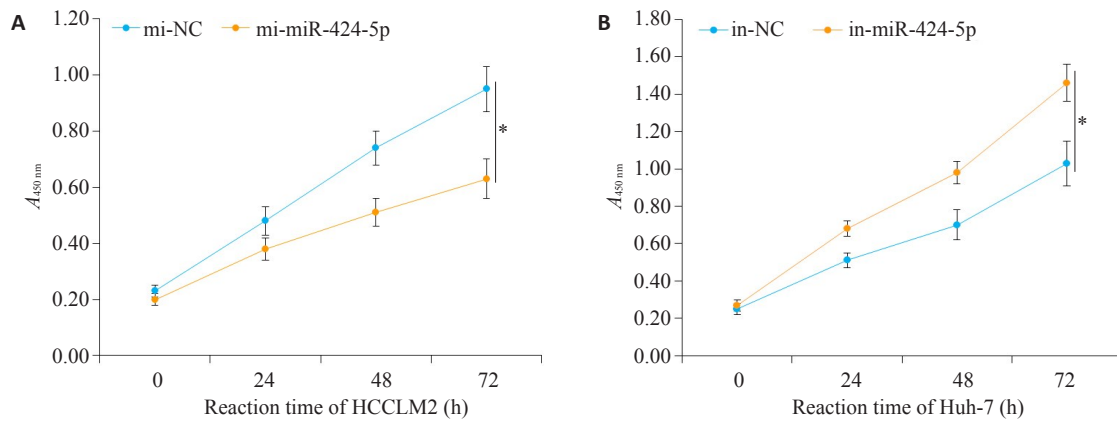 A
mi-NC
mi-miR-424-5p
1.20
1.00
0.80
0.60
0.40
0.20
0.00
A450 nm
*
0 24 48 72
Reaction time of HCCLM2 (h)
B
in-NC
in-miR-424-5p
1.80
1.60
1.40
1.20
1.00
0.80
0.60
0.40
0.20
0.00
A450 nm
*
0 24 48 72
Reaction time of Huh-7 (h)